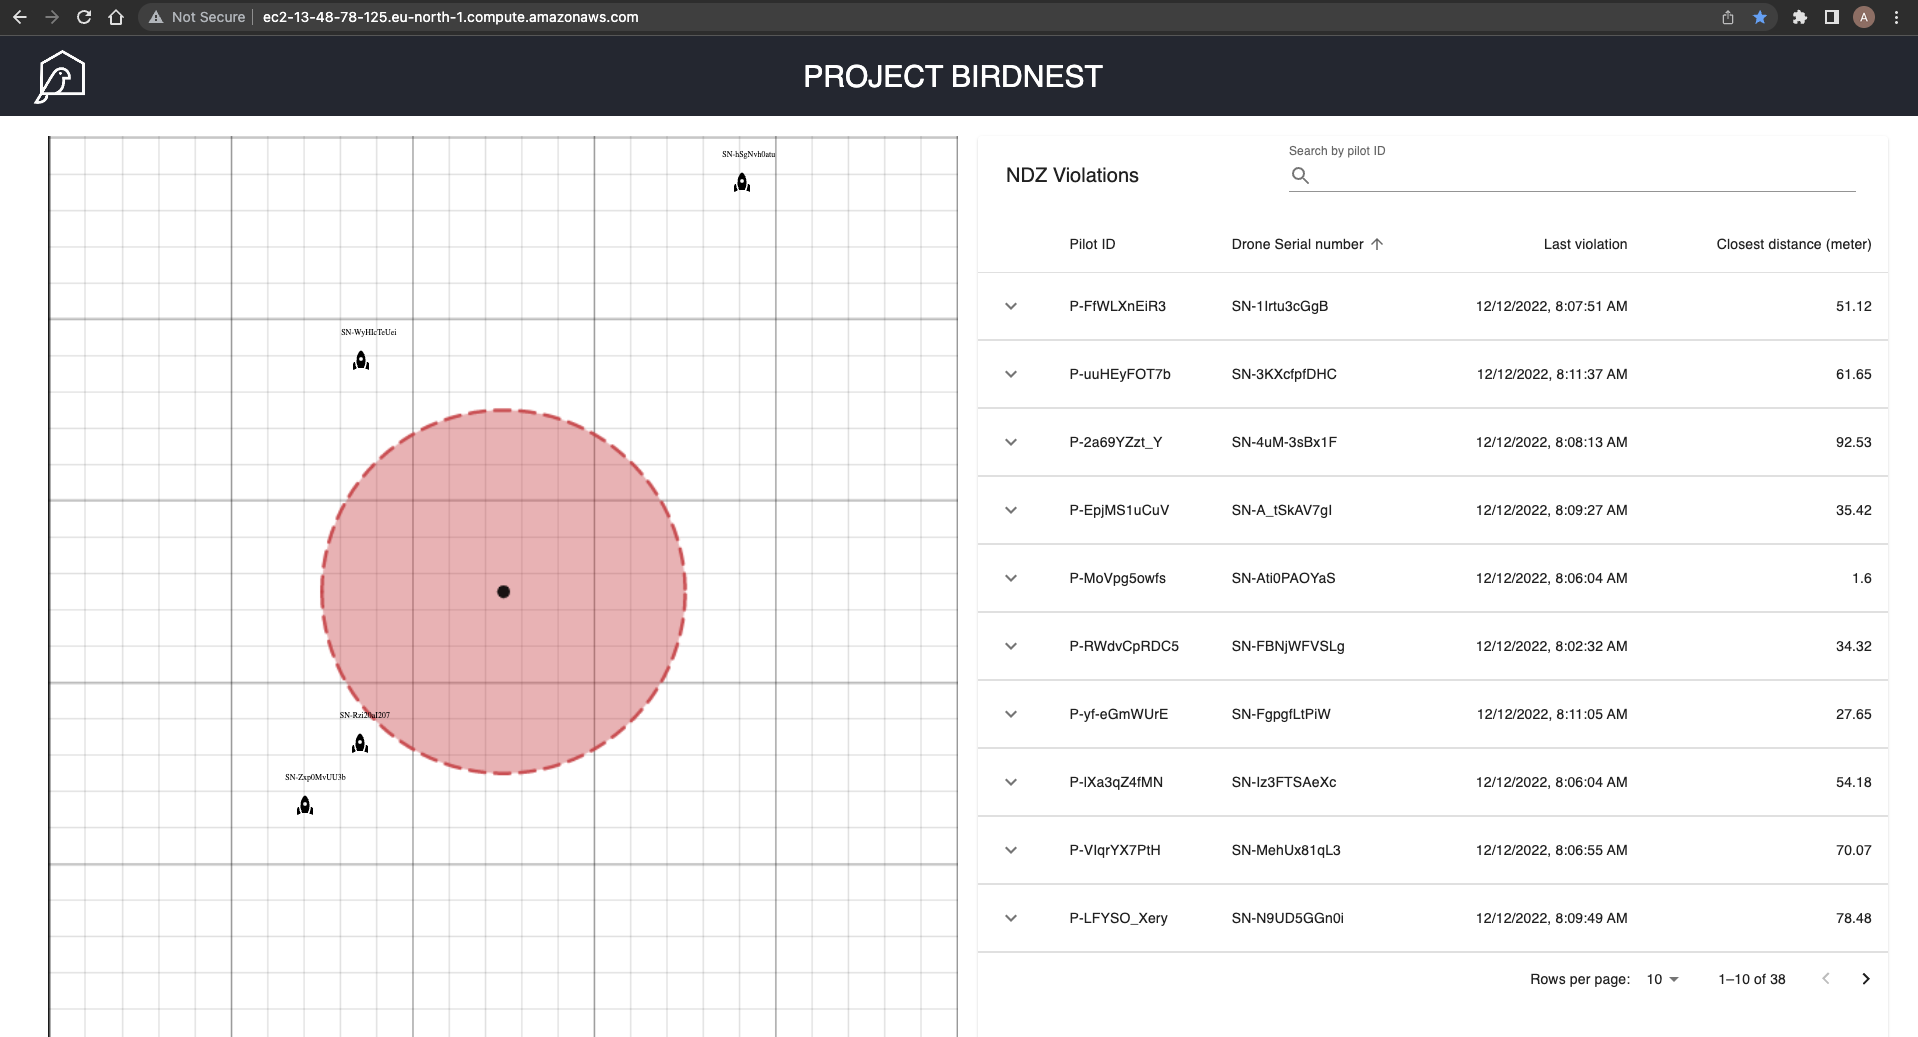 Not Secure ec2-13-48-78-125.eu-north-1.compute.amazonaws.com A
PROJECT BIRDNEST
SN-hSgNvh0atu
SN-WyHIcTeUei
SN-Zxp0MvUU3b
NDZ Violations
Search by pilot ID
Pilot ID Drone Serial number Last violation Closest distance (meter)
P-FfWLXnEiR3 SN-1Irtu3cGgB 12/12/2022, 8:07:51 AM 51.12
P-uuHEyFOT7b SN-3KXcfpfDHC 12/12/2022, 8:11:37 AM 61.65
P-2a69YZzt_Y SN-4uM-3sBx1F 12/12/2022, 8:08:13 AM 92.53
P-EpjMS1uCuV SN-A_tSkAV7gI 12/12/2022, 8:09:27 AM 35.42
P-MoVpg5owfs SN-Ati0PAOYaS 12/12/2022, 8:06:04 AM 1.6
P-RWdvCpRDC5 SN-FBNjWFVSLg 12/12/2022, 8:02:32 AM 34.32
P-yf-eGmWUrE SN-FgpgfLtPiW 12/12/2022, 8:11:05 AM 27.65
P-lXa3qZ4fMN SN-Iz3FTSAeXc 12/12/2022, 8:06:04 AM 54.18
P-VIqrYX7PtH SN-MehUx81qL3 12/12/2022, 8:06:55 AM 70.07
P-LFYSO_Xery SN-N9UD5GGn0i 12/12/2022, 8:09:49 AM 78.48
Rows per page: 10 1–10 of 38